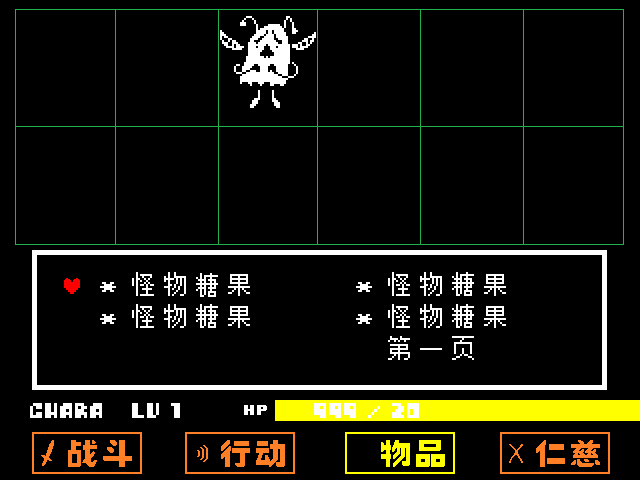 * 怪物糖果 * 怪物糖果
* 怪物糖果 * 怪物糖果
第一页
CHARA LV 1 HP 999 / 20
战斗 行动 物品 仁慈